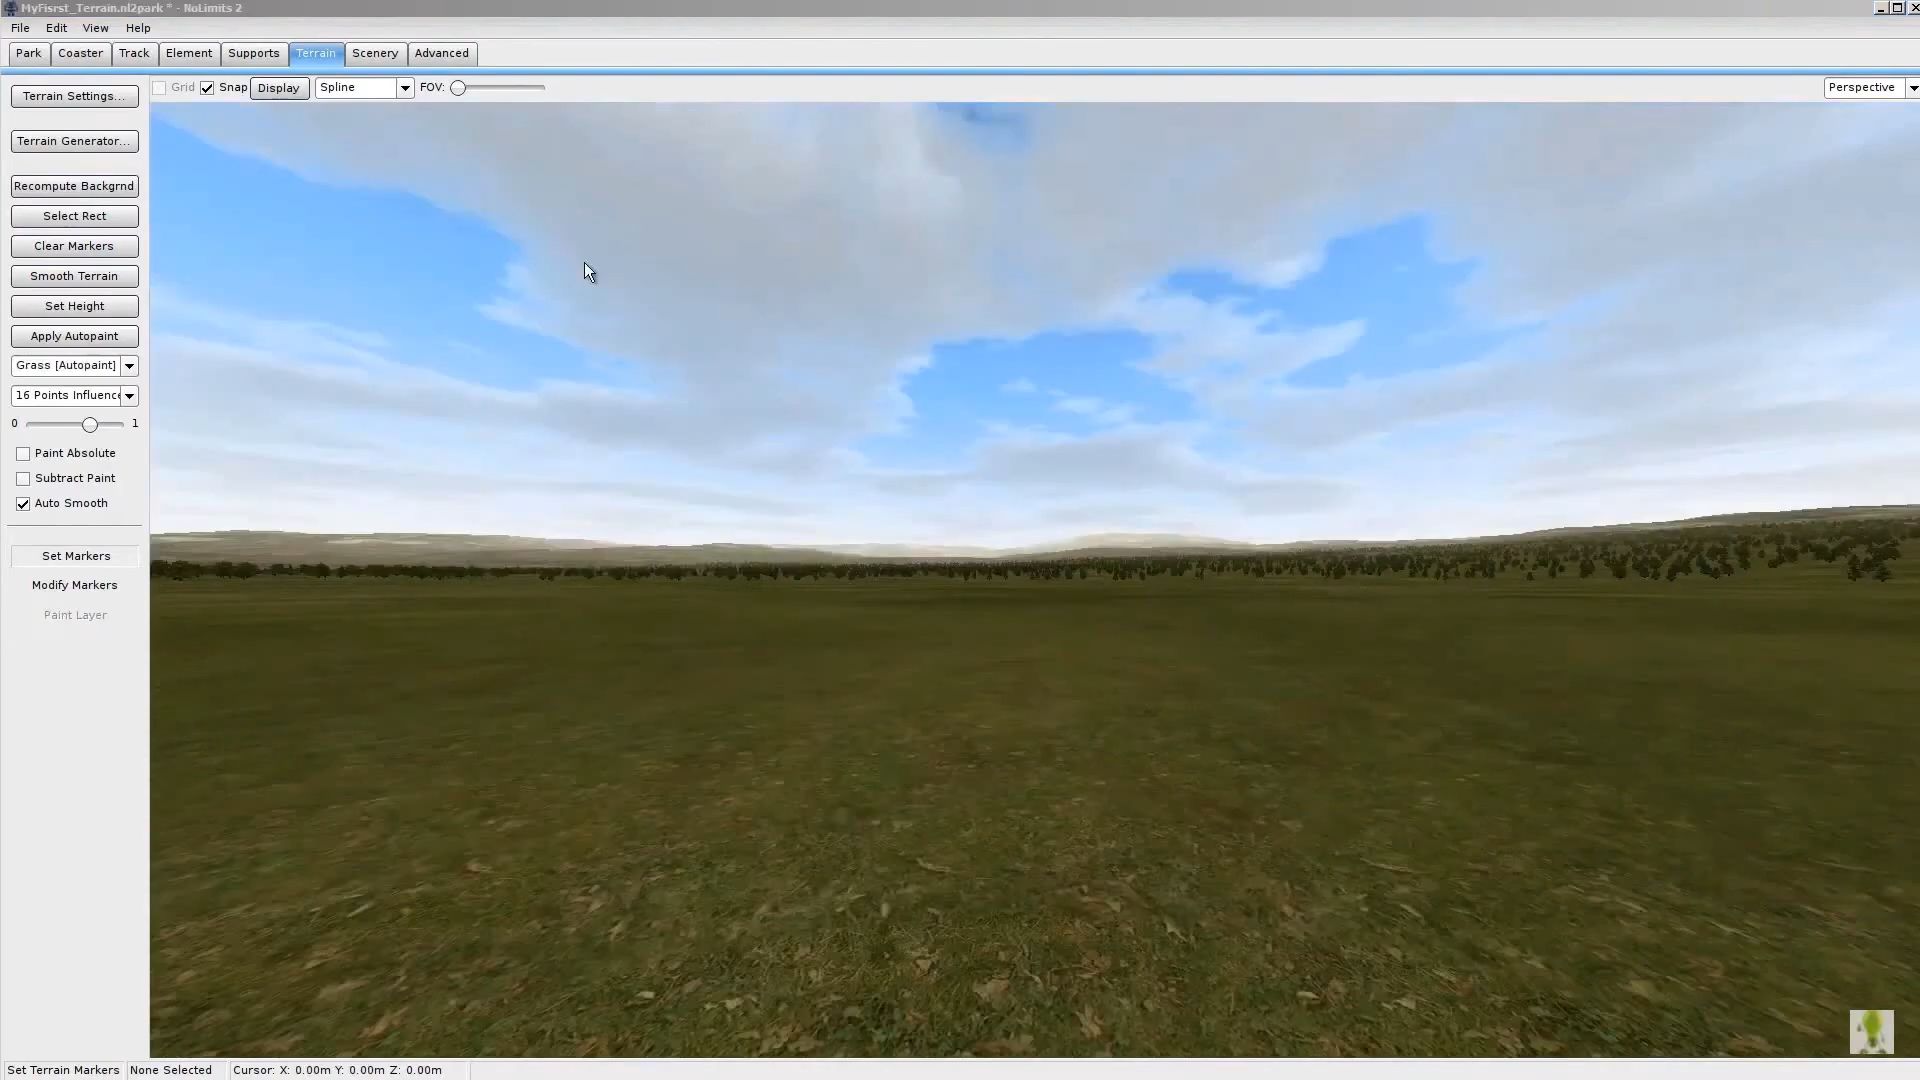 MyFisrst_Terrain.nl2park * - NoLimits 2
File Edit View Help
Park Coaster Track Element Supports Terrain Scenery Advanced
Grid Snap Display Spline FOV: Perspective
Terrain Settings...
Terrain Generator...
Recompute Backgrnd
Select Rect
Clear Markers
Smooth Terrain
Set Height
Apply Autopaint
Grass [Autopaint]
16 Points Influence
0 1
Paint Absolute
Subtract Paint
Auto Smooth
Set Markers
Modify Markers
Paint Layer
Set Terrain Markers None Selected Cursor: X: 0.00m Y: 0.00m Z: 0.00m